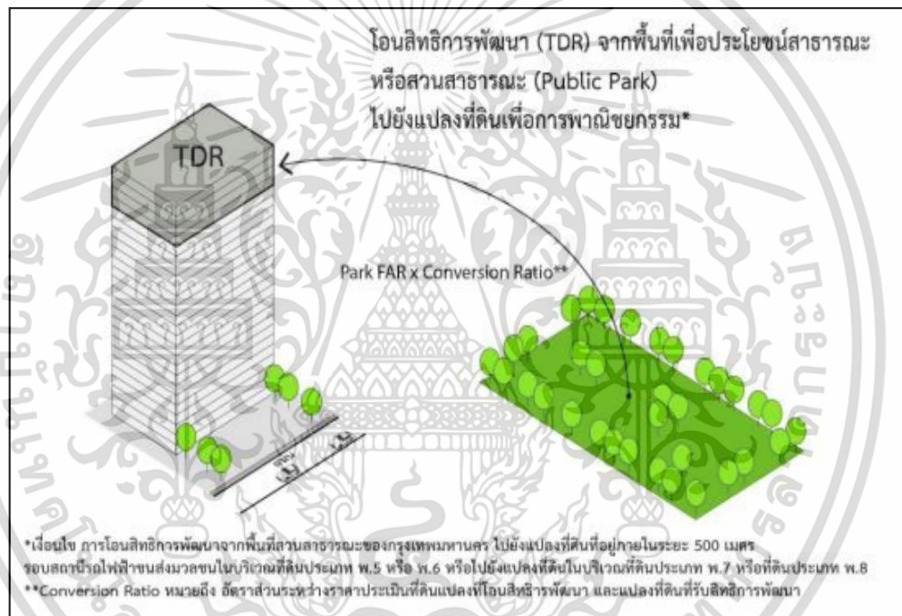 โอนสิทธิการพัฒนา (TDR) จากพื้นที่เพื่อประโยชน์สาธารณะ
หรือสวนสาธารณะ (Public Park)
ไปยังแปลงที่ดินเพื่อการพาณิชยกรรม*
TDR
Park FAR x Conversion Ratio**
ถนน
*เงื่อนไข การโอนสิทธิการพัฒนาจากพื้นที่สวนสาธารณะของกรุงเทพมหานคร ไปยังแปลงที่ดินที่อยู่ภายในระยะ 500 เมตร
รอบสถานีรถไฟฟ้าขนส่งมวลชนในบริเวณที่ดินประเภท พ.5 หรือ พ.6 หรือไปยังแปลงที่ดินในบริเวณที่ดินประเภท พ.7 หรือที่ดินประเภท พ.8
**Conversion Ratio หมายถึง อัตราส่วนระหว่างราคาประเมินที่ดินแปลงที่โอนสิทธิการพัฒนา และแปลงที่ดินที่รับสิทธิการพัฒนา